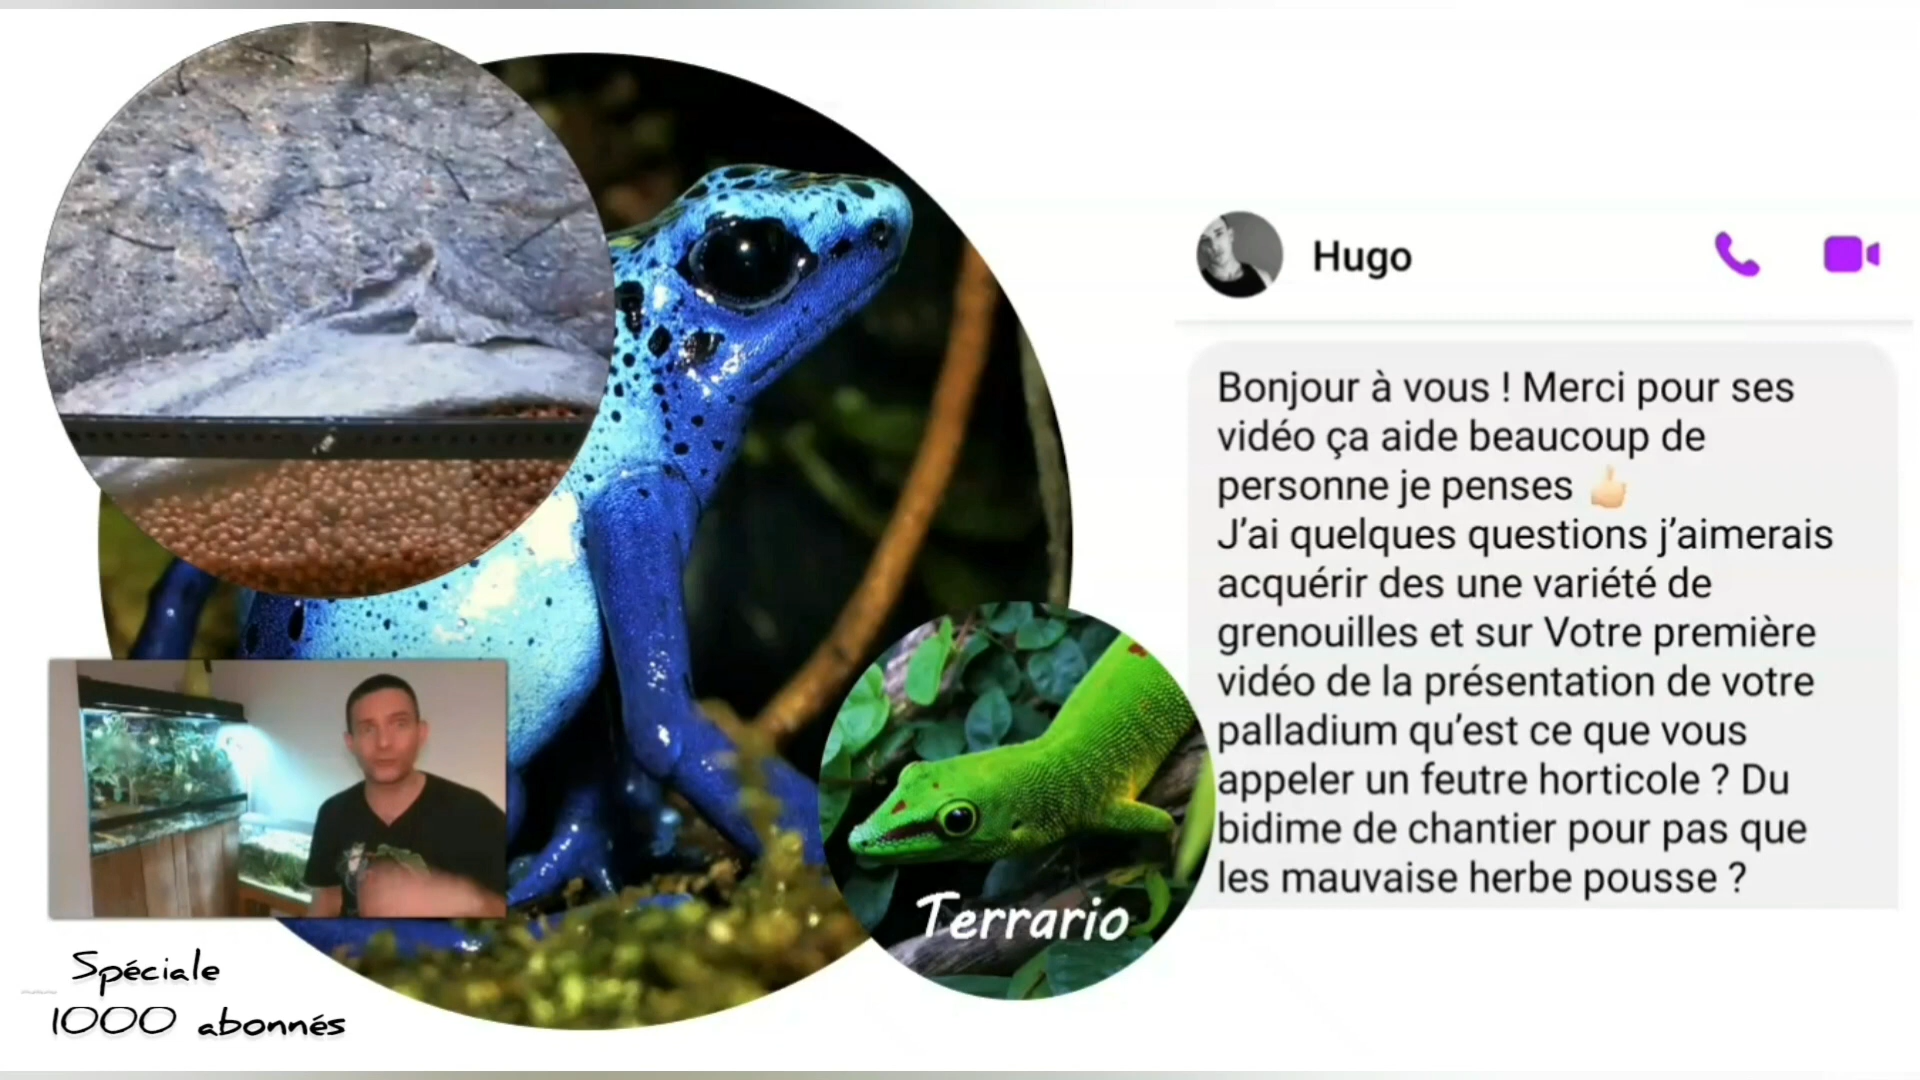 Hugo
Bonjour à vous ! Merci pour ses
vidéo ça aide beaucoup de
personne je penses 👍🏻
J’ai quelques questions j’aimerais
acquérir des une variété de
grenouilles et sur Votre première
vidéo de la présentation de votre
palladium qu’est ce que vous
appeler un feutre horticole ? Du
bidime de chantier pour pas que
les mauvaise herbe pousse ?
Terrario
Spéciale
1000 abonnés